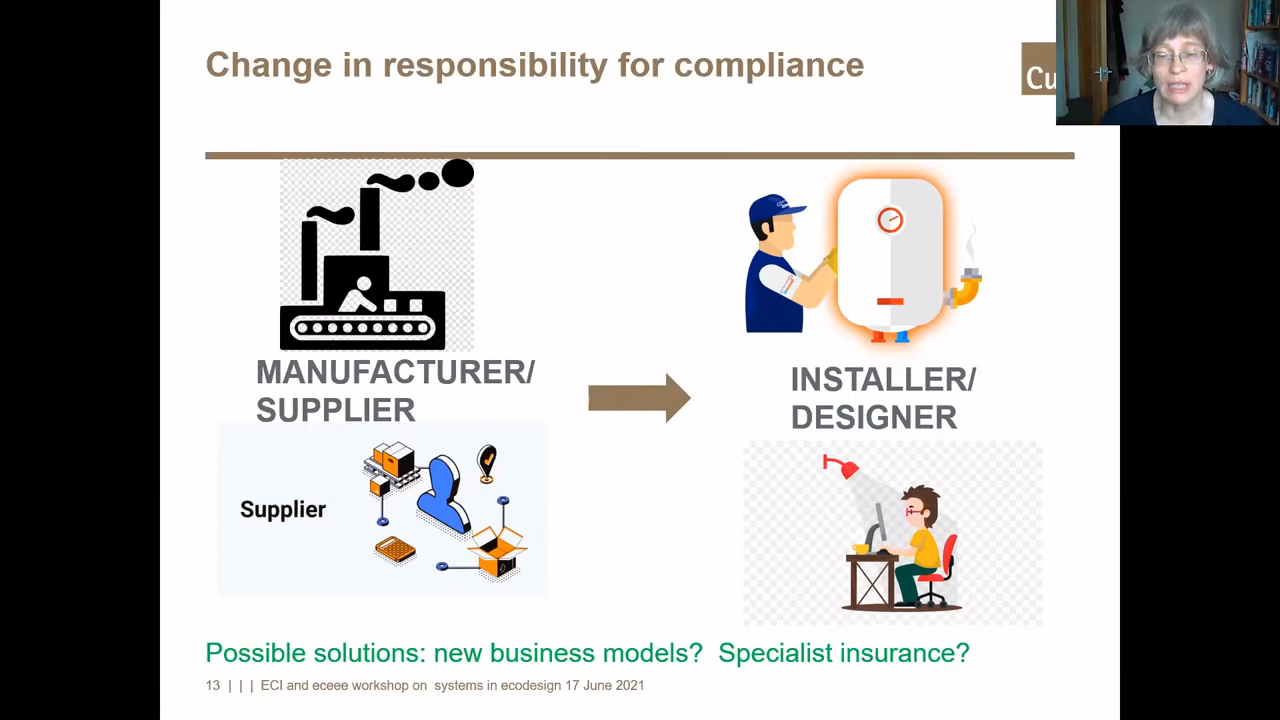 Change in responsibility for compliance
Cu
MANUFACTURER/
SUPPLIER
INSTALLER/
DESIGNER
Supplier
Possible solutions: new business models? Specialist insurance?
13 | | | ECI and eceee workshop on systems in ecodesign 17 June 2021